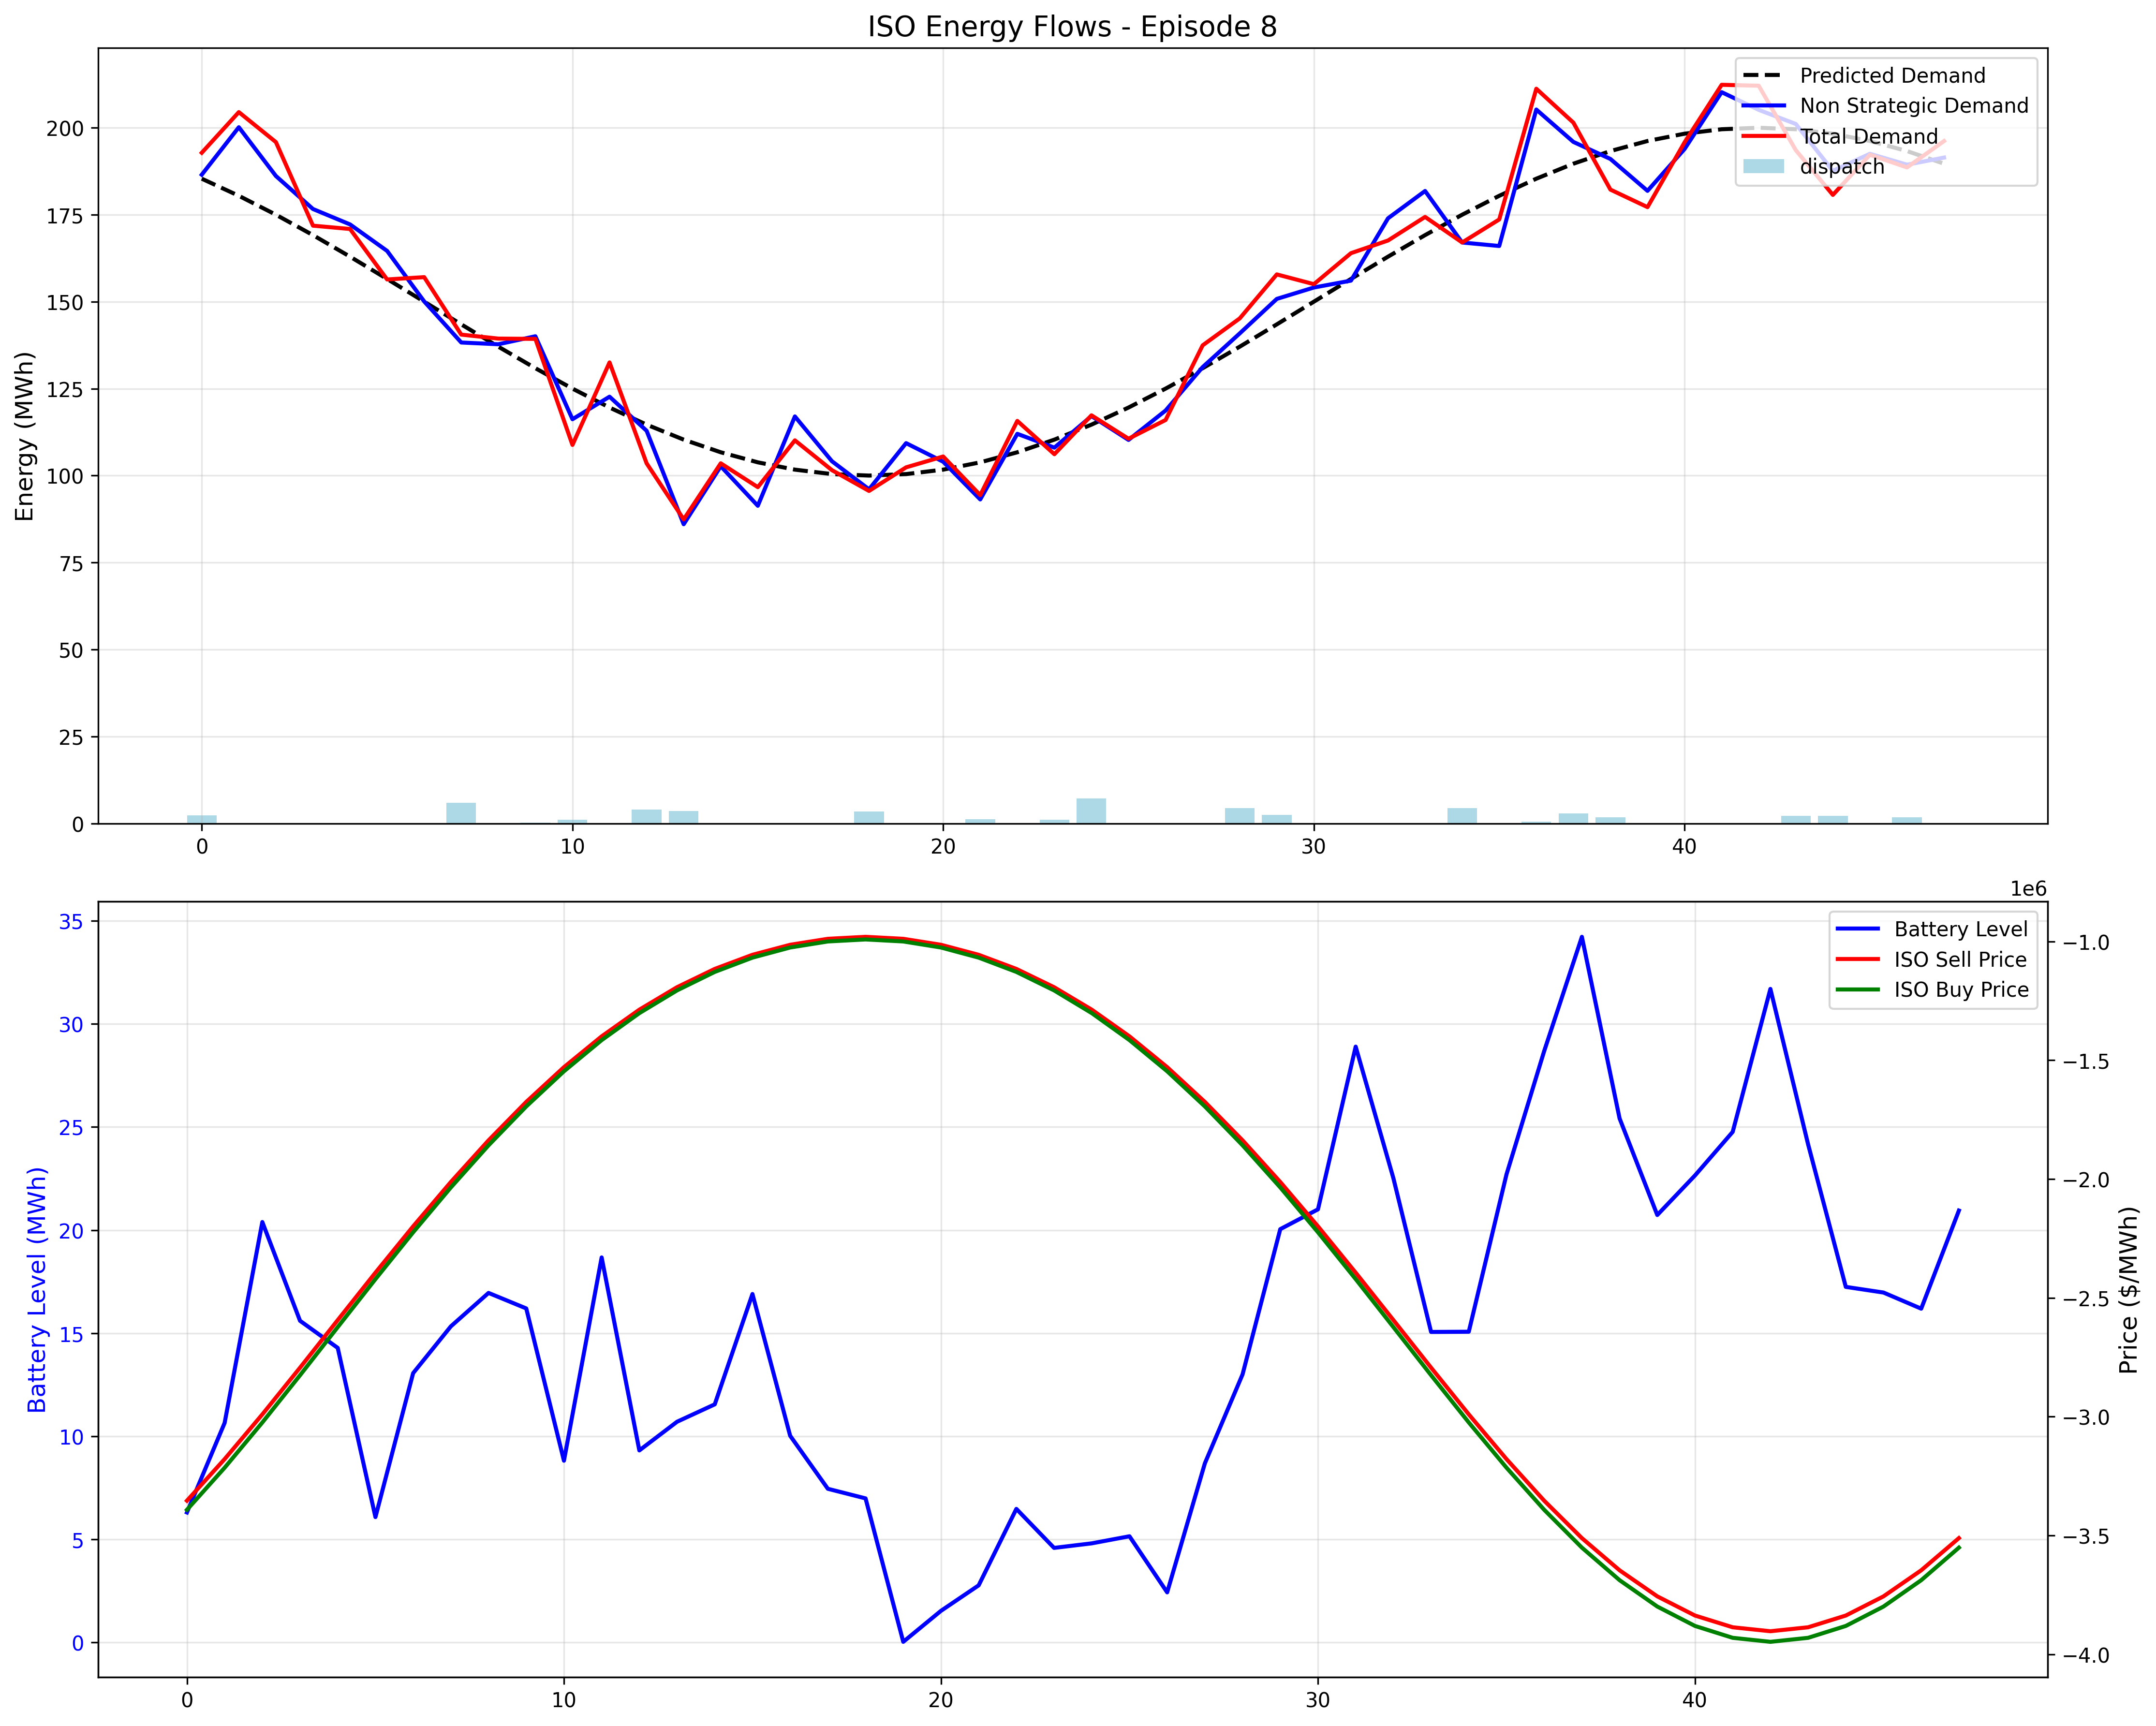 ISO Energy Flows - Episode 8
Energy (MWh)
200
175
150
125
100
75
50
25
0
0 10 20 30 40
Predicted Demand
Non Strategic Demand
Total Demand
dispatch
1e6
Battery Level (MWh)
35
30
25
20
15
10
5
0
0 10 20 30 40
Battery Level
ISO Sell Price
ISO Buy Price
−1.0
−1.5
−2.0
−2.5
−3.0
−3.5
−4.0
Price ($/MWh)